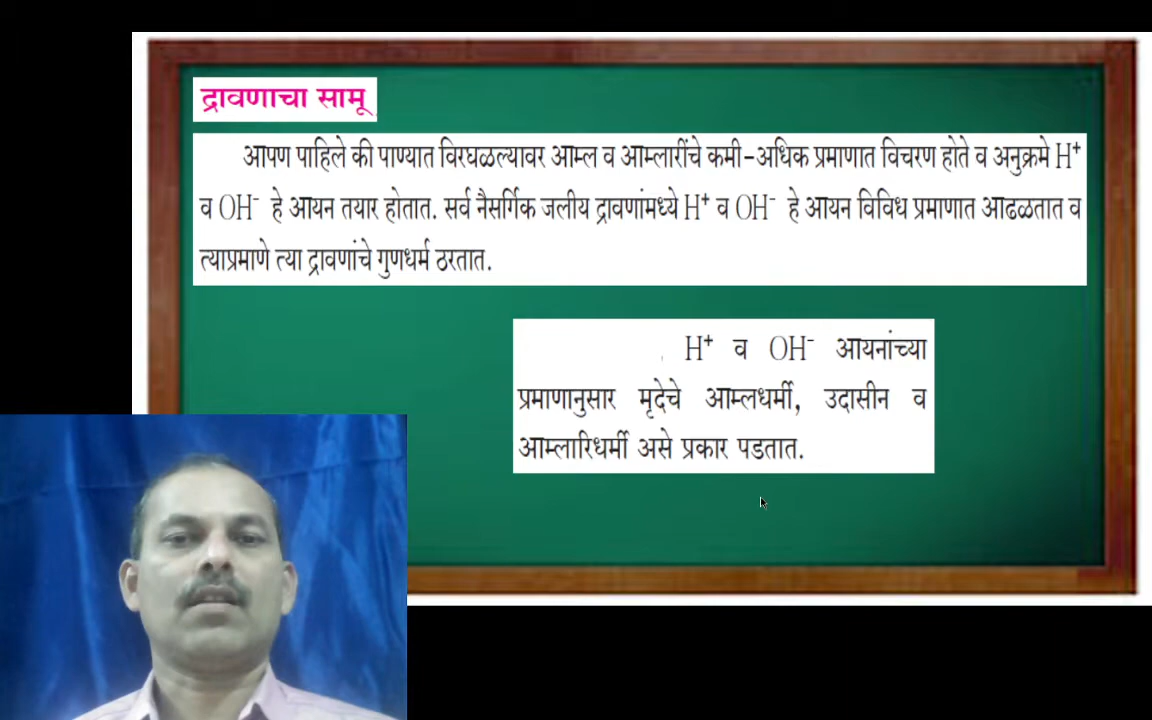 द्रावणाचा सामू
आपण पाहिले की पाण्यात विरघळल्यावर आम्ल व आम्लारींचे कमी-अधिक प्रमाणात विचरण होते व अनुक्रमे H⁺
व OH⁻ हे आयन तयार होतात. सर्व नैसर्गिक जलीय द्रावणांमध्ये H⁺ व OH⁻ हे आयन विविध प्रमाणात आढळतात व
त्याप्रमाणे त्या द्रावणांचे गुणधर्म ठरतात.
H⁺ व OH⁻ आयनांच्या
प्रमाणानुसार मृदेचे आम्लधर्मी, उदासीन व
आम्लारिधर्मी असे प्रकार पडतात.